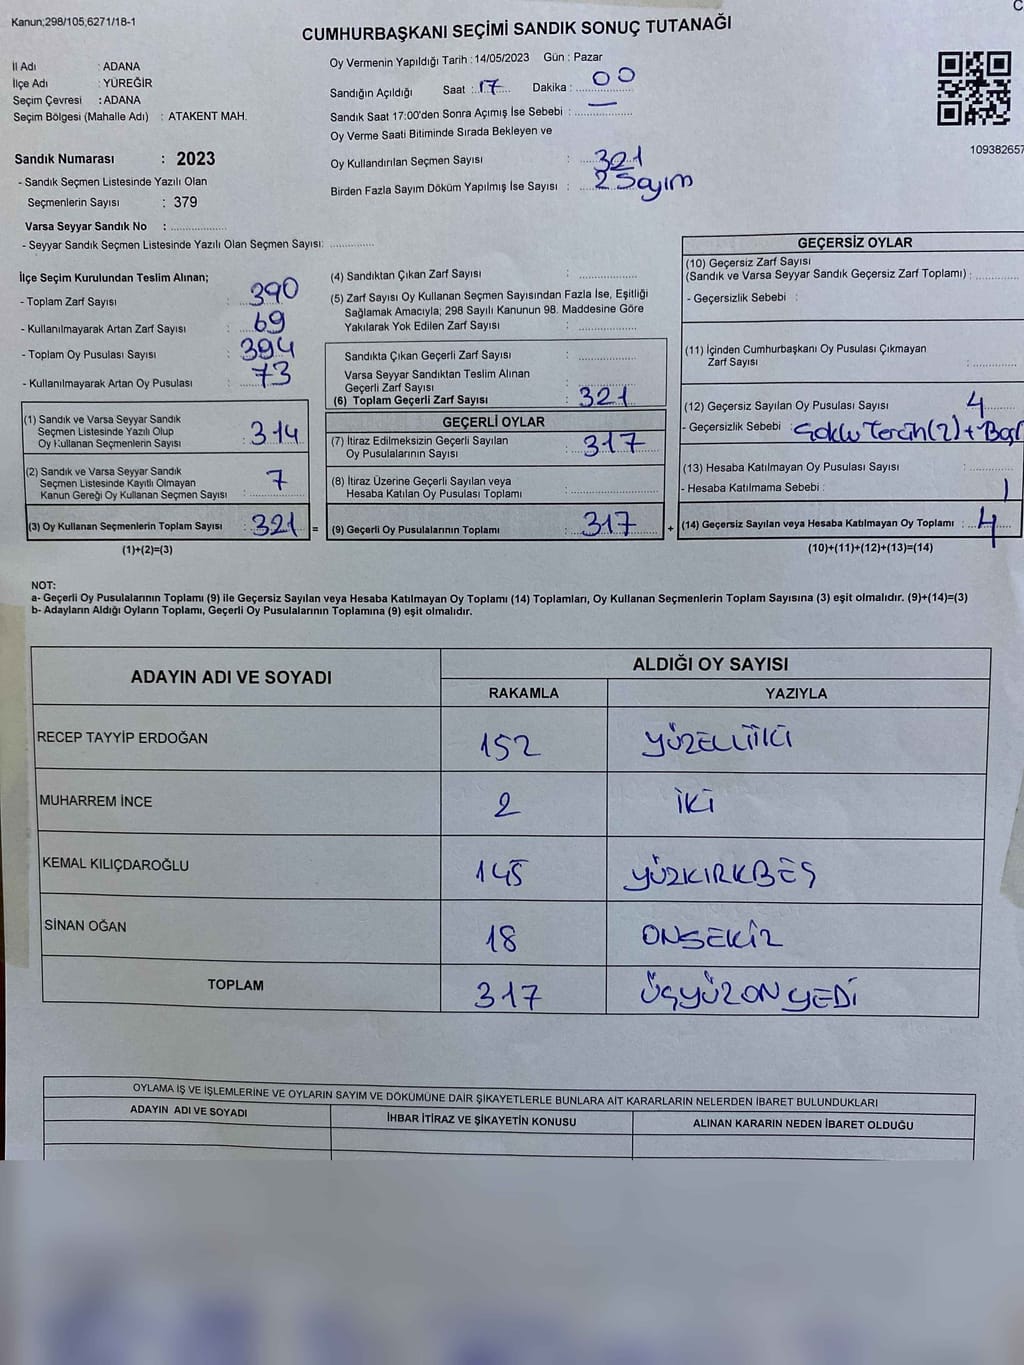 Kanun;298/105,6271/18-1
CUMHURBAŞKANI SEÇİMİ SANDIK SONUÇ TUTANAĞI
İl Adı : ADANA
İlçe Adı : YÜREĞİR
Seçim Çevresi : ADANA
Seçim Bölgesi (Mahalle Adı) : ATAKENT MAH.
Oy Vermenin Yapıldığı Tarih : 14/05/2023 Gün : Pazar
Sandığın Açıldığı Saat : 17 Dakika : 00
Sandık Saat 17:00'den Sonra Açımış İse Sebebi : —
Oy Verme Saati Bitiminde Sırada Bekleyen ve
Oy Kullandırılan Seçmen Sayısı : 321
Birden Fazla Sayım Döküm Yapılmış İse Sayısı : 2 Sayım
109382657
Sandık Numarası : 2023
- Sandık Seçmen Listesinde Yazılı Olan
Seçmenlerin Sayısı : 379
Varsa Seyyar Sandık No :
- Seyyar Sandık Seçmen Listesinde Yazılı Olan Seçmen Sayısı:
İlçe Seçim Kurulundan Teslim Alınan;
- Toplam Zarf Sayısı : 390
- Kullanılmayarak Artan Zarf Sayısı : 69
- Toplam Oy Pusulası Sayısı : 394
- Kullanılmayarak Artan Oy Pusulası : 73
(1) Sandık ve Varsa Seyyar Sandık
Seçmen Listesinde Yazılı Olup
Oy Kullanan Seçmenlerin Sayısı : 314
(2) Sandık ve Varsa Seyyar Sandık
Seçmen Listesinde Kayıtlı Olmayan
Kanun Gereği Oy Kullanan Seçmen Sayısı : 7
(3) Oy Kullanan Seçmenlerin Toplam Sayısı : 321 =
(1)+(2)=(3)
(4) Sandıktan Çıkan Zarf Sayısı :
(5) Zarf Sayısı Oy Kullanan Seçmen Sayısından Fazla İse, Eşitliği
Sağlamak Amacıyla; 298 Sayılı Kanunun 98. Maddesine Göre
Yakılarak Yok Edilen Zarf Sayısı :
Sandıkta Çıkan Geçerli Zarf Sayısı :
Varsa Seyyar Sandıktan Teslim Alınan
Geçerli Zarf Sayısı :
(6) Toplam Geçerli Zarf Sayısı : 321
GEÇERLİ OYLAR
(7) İtiraz Edilmeksizin Geçerli Sayılan
Oy Pusulalarının Sayısı : 317
(8) İtiraz Üzerine Geçerli Sayılan veya
Hesaba Katılan Oy Pusulası Toplamı :
(9) Geçerli Oy Pusulalarının Toplamı : 317 +
GEÇERSİZ OYLAR
(10) Geçersiz Zarf Sayısı
(Sandık ve Varsa Seyyar Sandık Geçersiz Zarf Toplamı) :
- Geçersizlik Sebebi :
(11) İçinden Cumhurbaşkanı Oy Pusulası Çıkmayan
Zarf Sayısı :
(12) Geçersiz Sayılan Oy Pusulası Sayısı : 4
- Geçersizlik Sebebi : Çoklu Tercih(2)+
(13) Hesaba Katılmayan Oy Pusulası Sayısı :
- Hesaba Katılmama Sebebi :
(14) Geçersiz Sayılan veya Hesaba Katılmayan Oy Toplamı : 4
(10)+(11)+(12)+(13)=(14)
NOT:
a- Geçerli Oy Pusulalarının Toplamı (9) ile Geçersiz Sayılan veya Hesaba Katılmayan Oy Toplamı (14) Toplamları, Oy Kullanan Seçmenlerin Toplam Sayısına (3) eşit olmalıdır. (9)+(14)=(3)
b- Adayların Aldığı Oyların Toplamı, Geçerli Oy Pusulalarının Toplamına (9) eşit olmalıdır.
ADAYIN ADI VE SOYADI ALDIĞI OY SAYISI
RAKAMLA YAZIYLA
RECEP TAYYİP ERDOĞAN 152 YÜZELLİİKİ
MUHARREM İNCE 2 İKİ
KEMAL KILIÇDAROĞLU 145 YÜZKIRKBEŞ
SİNAN OĞAN 18 ONSEKİZ
TOPLAM 317 ÜÇYÜZONYEDİ
OYLAMA İŞ VE İŞLEMLERİNE VE OYLARIN SAYIM VE DÖKÜMÜNE DAİR ŞİKAYETLERLE BUNLARA AİT KARARLARIN NELERDEN İBARET BULUNDUKLARI
ADAYIN ADI VE SOYADI İHBAR İTİRAZ VE ŞİKAYETİN KONUSU ALINAN KARARIN NEDEN İBARET OLDUĞU